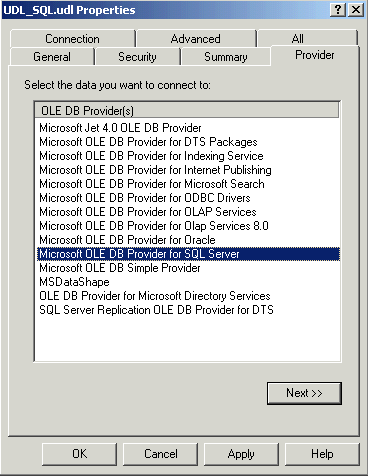 UDL_SQL.udl Properties
Connection Advanced All
General Security Summary Provider
Select the data you want to connect to:
OLE DB Provider(s)
Microsoft Jet 4.0 OLE DB Provider
Microsoft OLE DB Provider for DTS Packages
Microsoft OLE DB Provider for Indexing Service
Microsoft OLE DB Provider for Internet Publishing
Microsoft OLE DB Provider for Microsoft Search
Microsoft OLE DB Provider for ODBC Drivers
Microsoft OLE DB Provider for OLAP Services
Microsoft OLE DB Provider for Olap Services 8.0
Microsoft OLE DB Provider for Oracle
Microsoft OLE DB Provider for SQL Server
Microsoft OLE DB Simple Provider
MSDataShape
OLE DB Provider for Microsoft Directory Services
SQL Server Replication OLE DB Provider for DTS
Next >>
OK Cancel Apply Help